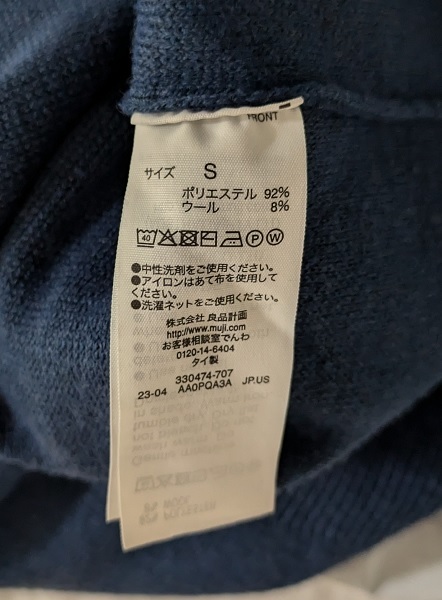 FRONT
サイズ S
ポリエステル 92%
ウール 8%
40 P W
●中性洗剤をご使用ください。
●アイロンはあて布を使用して
ください。
●洗濯ネットをご使用ください。
株式会社 良品計画
http://www.muji.com
お客様相談室でんわ
0120-14-6404
タイ製
330474-707
23-04 AA0PQA3A JP.US